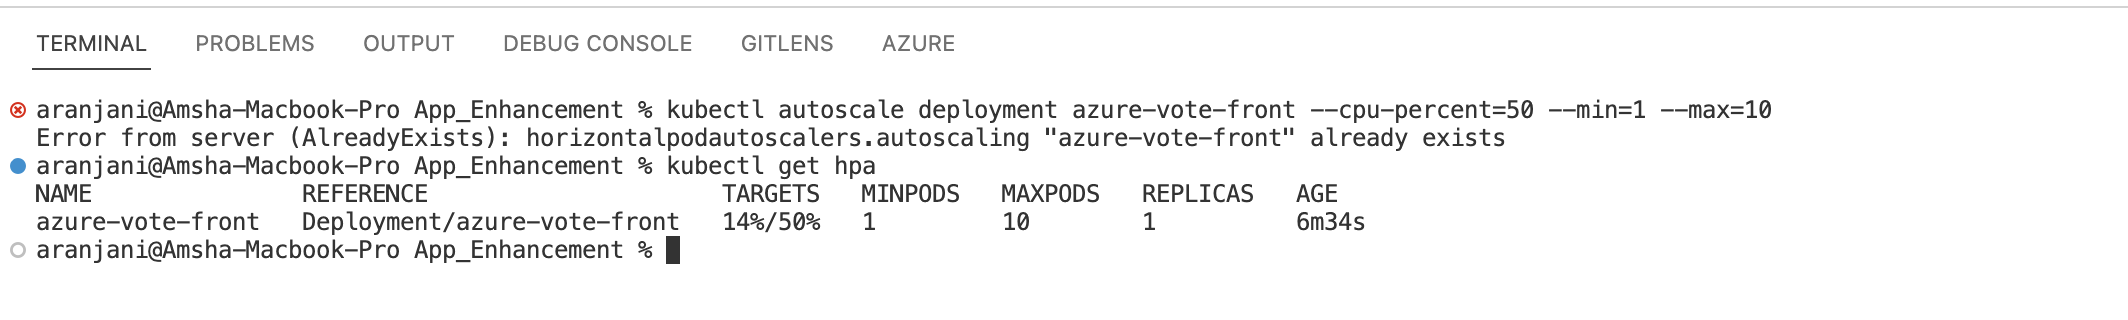 TERMINAL PROBLEMS OUTPUT DEBUG CONSOLE GITLENS AZURE
aranjani@Amsha-Macbook-Pro App_Enhancement % kubectl autoscale deployment azure-vote-front --cpu-percent=50 --min=1 --max=10
Error from server (AlreadyExists): horizontalpodautoscalers.autoscaling "azure-vote-front" already exists
aranjani@Amsha-Macbook-Pro App_Enhancement % kubectl get hpa
NAME REFERENCE TARGETS MINPODS MAXPODS REPLICAS AGE
azure-vote-front Deployment/azure-vote-front 14%/50% 1 10 1 6m34s
aranjani@Amsha-Macbook-Pro App_Enhancement %